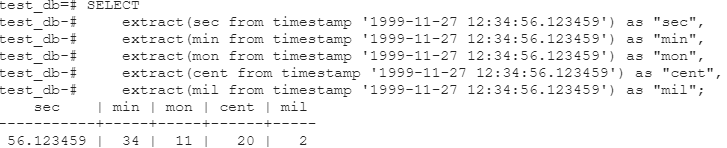 test_db=# SELECT
test_db-#     extract(sec from timestamp '1999-11-27 12:34:56.123459') as "sec",
test_db-#     extract(min from timestamp '1999-11-27 12:34:56.123459') as "min",
test_db-#     extract(mon from timestamp '1999-11-27 12:34:56.123459') as "mon",
test_db-#     extract(cent from timestamp '1999-11-27 12:34:56.123459') as "cent",
test_db-#     extract(mil from timestamp '1999-11-27 12:34:56.123459') as "mil";
    sec    | min | mon | cent | mil
-----------+-----+-----+------+-----
 56.123459 |  34 |  11 |   20 |   2